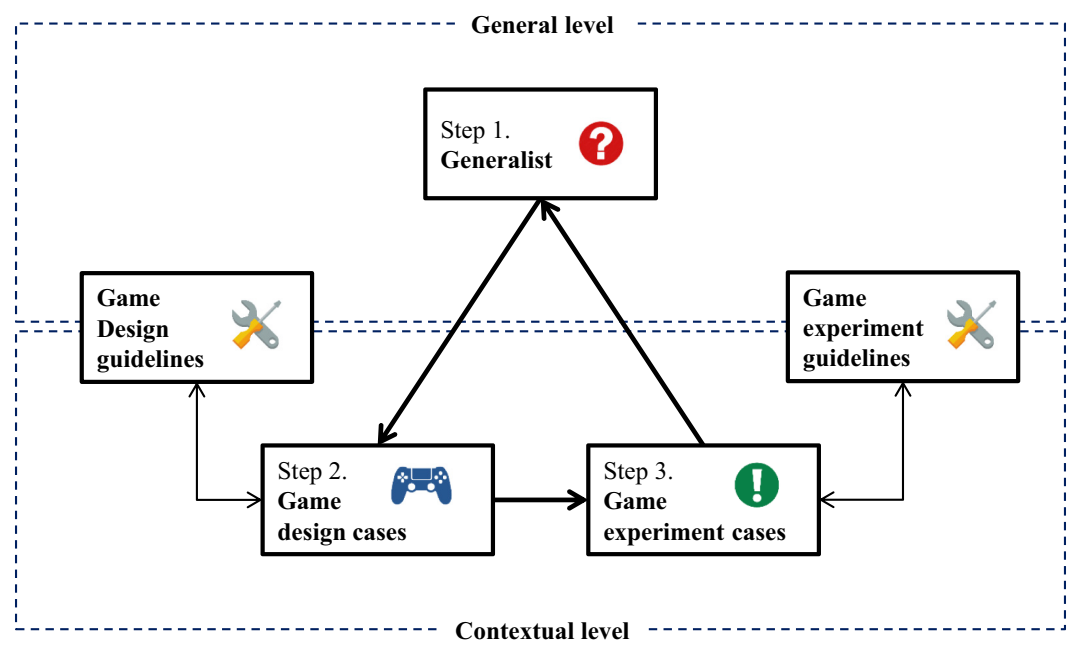 General level
Step 1.
Generalist
Game
Design
guidelines
Game
experiment
guidelines
Step 2.
Game
design cases
Step 3.
Game
experiment cases
Contextual level